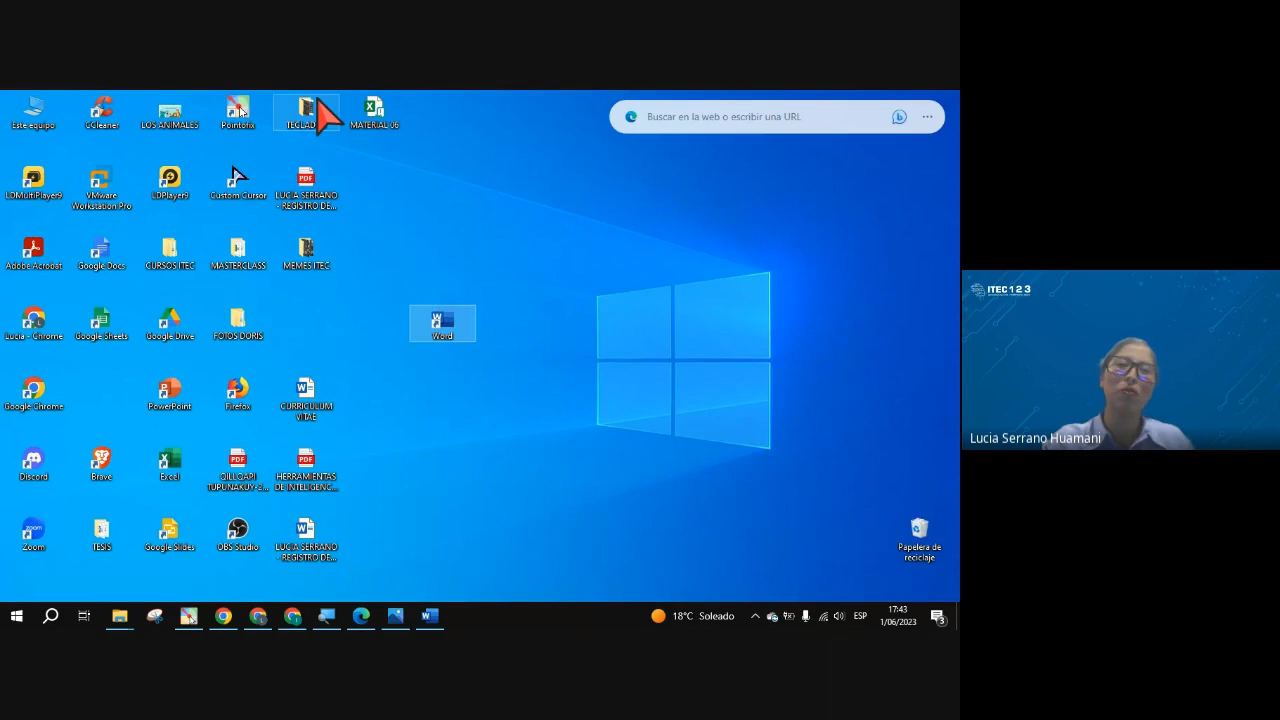 Este equipo
CCleaner
LOS ANIMALES
Pointofix
MATERIAL 06
Buscar en la web o escribir una URL
LDMultiPlayer9
VMware
Workstation Pro
LDPlayer9
Custom Cursor
LUCIA SERRANO
- REGISTRO DE...
Adobe Acrobat
Google Docs
CURSOS ITEC
MASTERCLASS
MEMES ITEC
Lucia - Chrome
Google Sheets
Google Drive
FOTOS DORIS
Word
Google Chrome
PowerPoint
Firefox
CURRICULUM
VITAE
Discord
Brave
Excel
QILLQAPI
TUPUNAKUY-2...
HERRAMIENTAS
DE INTELIGENC...
Zoom
TESIS
Google Slides
OBS Studio
LUCIA SERRANO
- REGISTRO DE...
Papelera de
reciclaje
18°C Soleado
ESP
17:43
1/06/2023
3
ITEC 1 2 3
Lucia Serrano Huamani